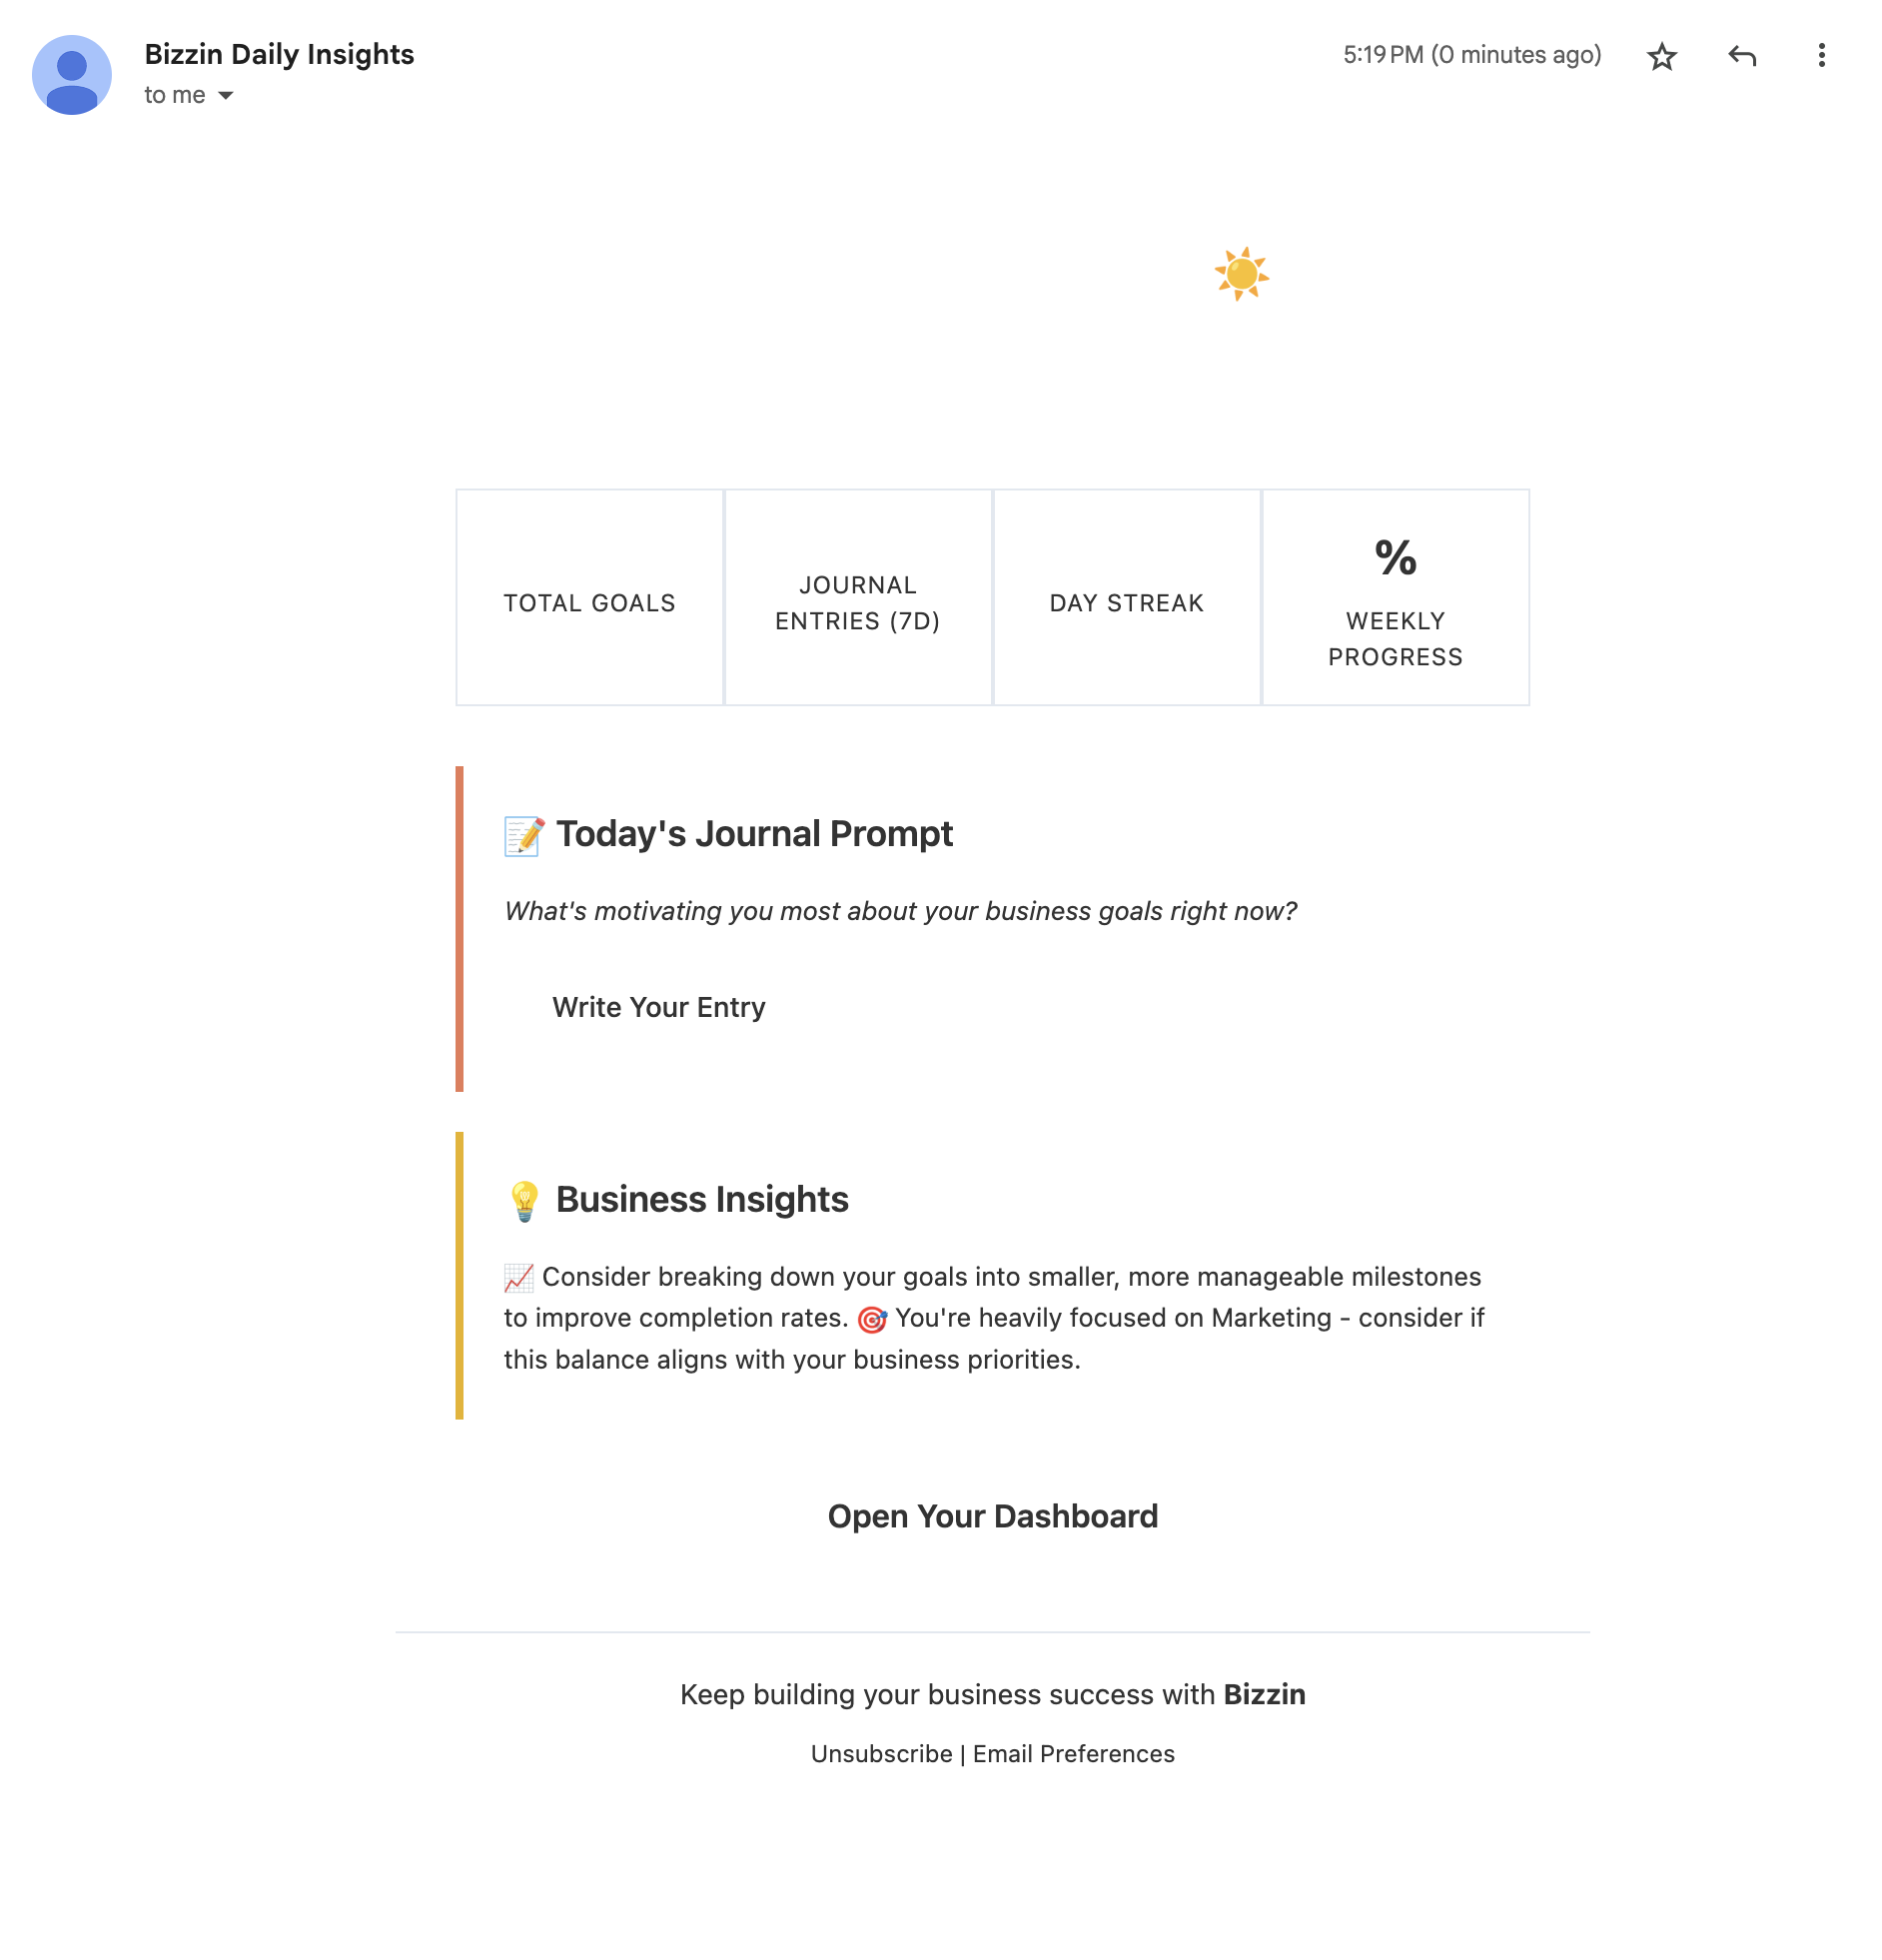 Bizzin Daily Insights
5:19 PM (0 minutes ago)
to me
TOTAL GOALS
JOURNAL
ENTRIES (7D)
DAY STREAK
%
WEEKLY
PROGRESS
📝 Today's Journal Prompt
What's motivating you most about your business goals right now?
Write Your Entry
💡 Business Insights
📈 Consider breaking down your goals into smaller, more manageable milestones
to improve completion rates. 🎯 You're heavily focused on Marketing - consider if
this balance aligns with your business priorities.
Open Your Dashboard
Keep building your business success with Bizzin
Unsubscribe | Email Preferences